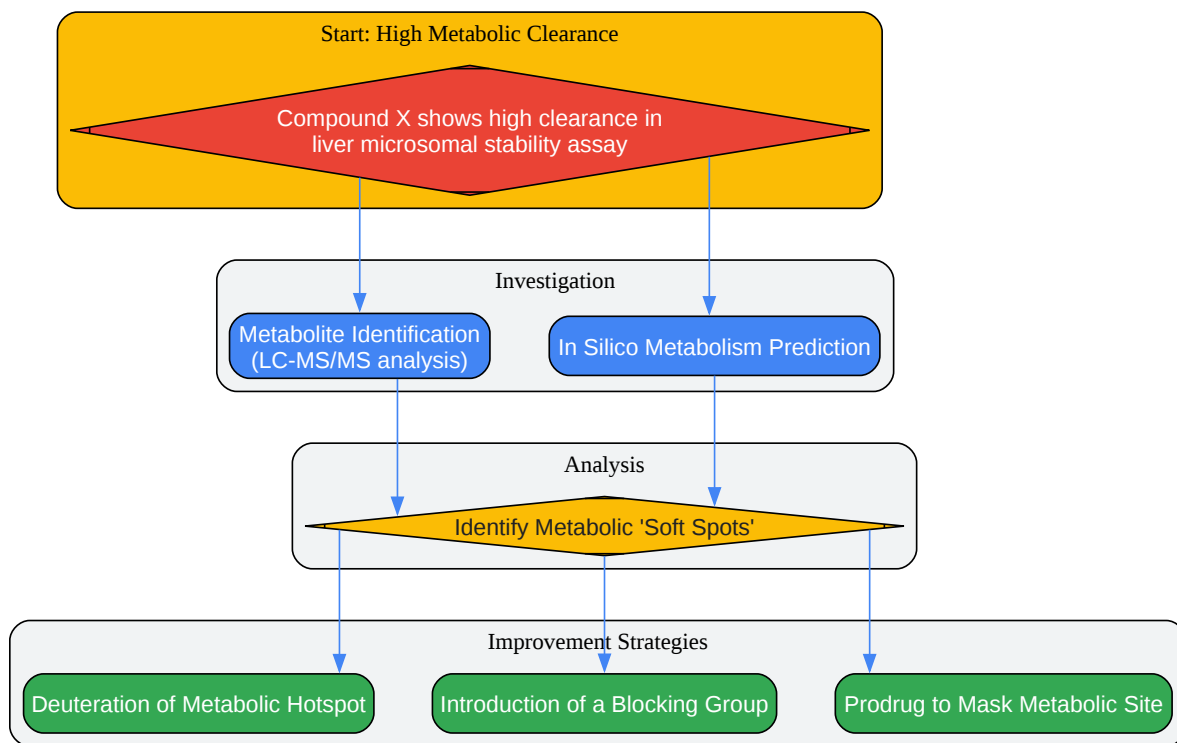 Start: High Metabolic Clearance
Compound X shows high clearance in
liver microsomal stability assay
Investigation
Metabolite Identification
(LC-MS/MS analysis)
In Silico Metabolism Prediction
Analysis
Identify Metabolic 'Soft Spots'
Improvement Strategies
Deuteration of Metabolic Hotspot
Introduction of a Blocking Group
Prodrug to Mask Metabolic Site